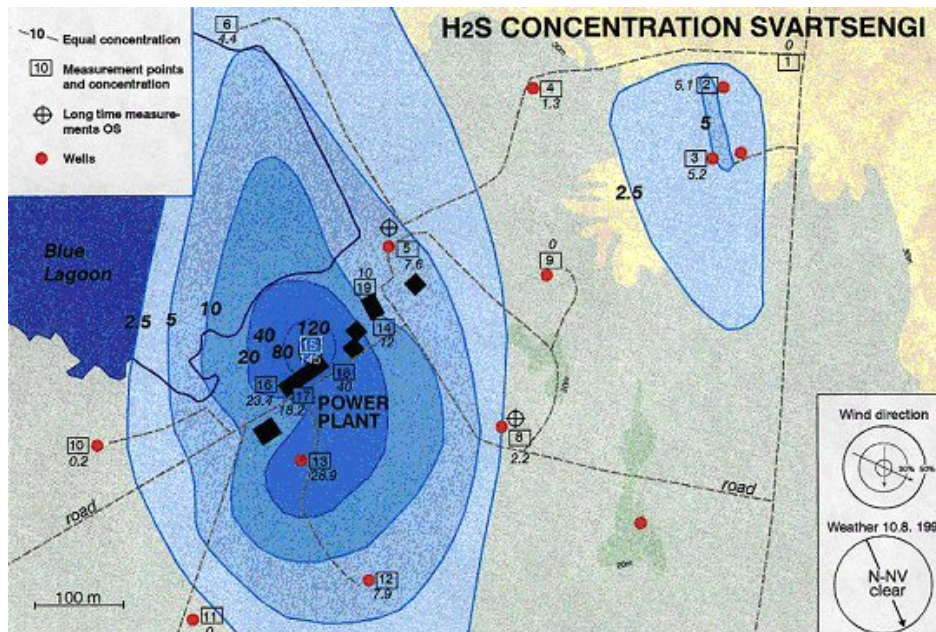 H2S CONCENTRATION SVARTSENGI
10 Equal concentration
10 Measurement points
and concentration
Long time measure-
ments OS
Wells
6
4.4
4
1.3
0
1
5.1 2
5
3
5.2
2.5
Blue
Lagoon
5
7.6
0
9
10
19
14
12
2.5 5 10
40 120
20 80
15
145
16
23.4
17
18.2
18
40
POWER
PLANT
10
0.2
13
28.9
8
2.2
road
road
12
7.9
11
0
100 m
Wind direction
30% 50%
Weather 10.8. 199
N-NV
clear